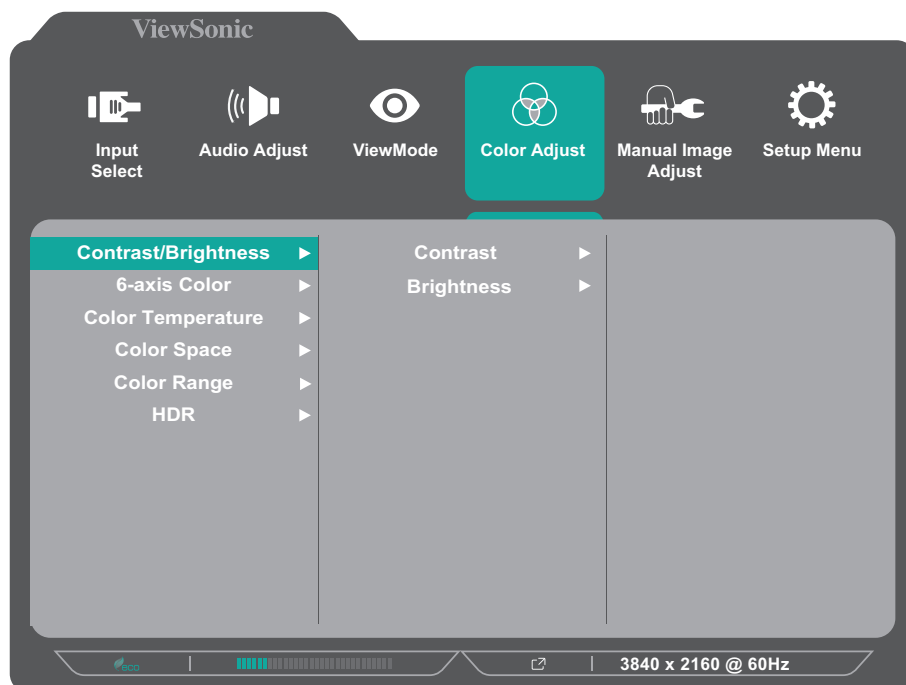 ViewSonic
Input
Select
Audio Adjust
ViewMode
Color Adjust
Manual Image
Adjust
Setup Menu
Contrast/Brightness
6-axis Color
Color Temperature
Color Space
Color Range
HDR
Contrast
Brightness
eco
3840 x 2160 @ 60Hz